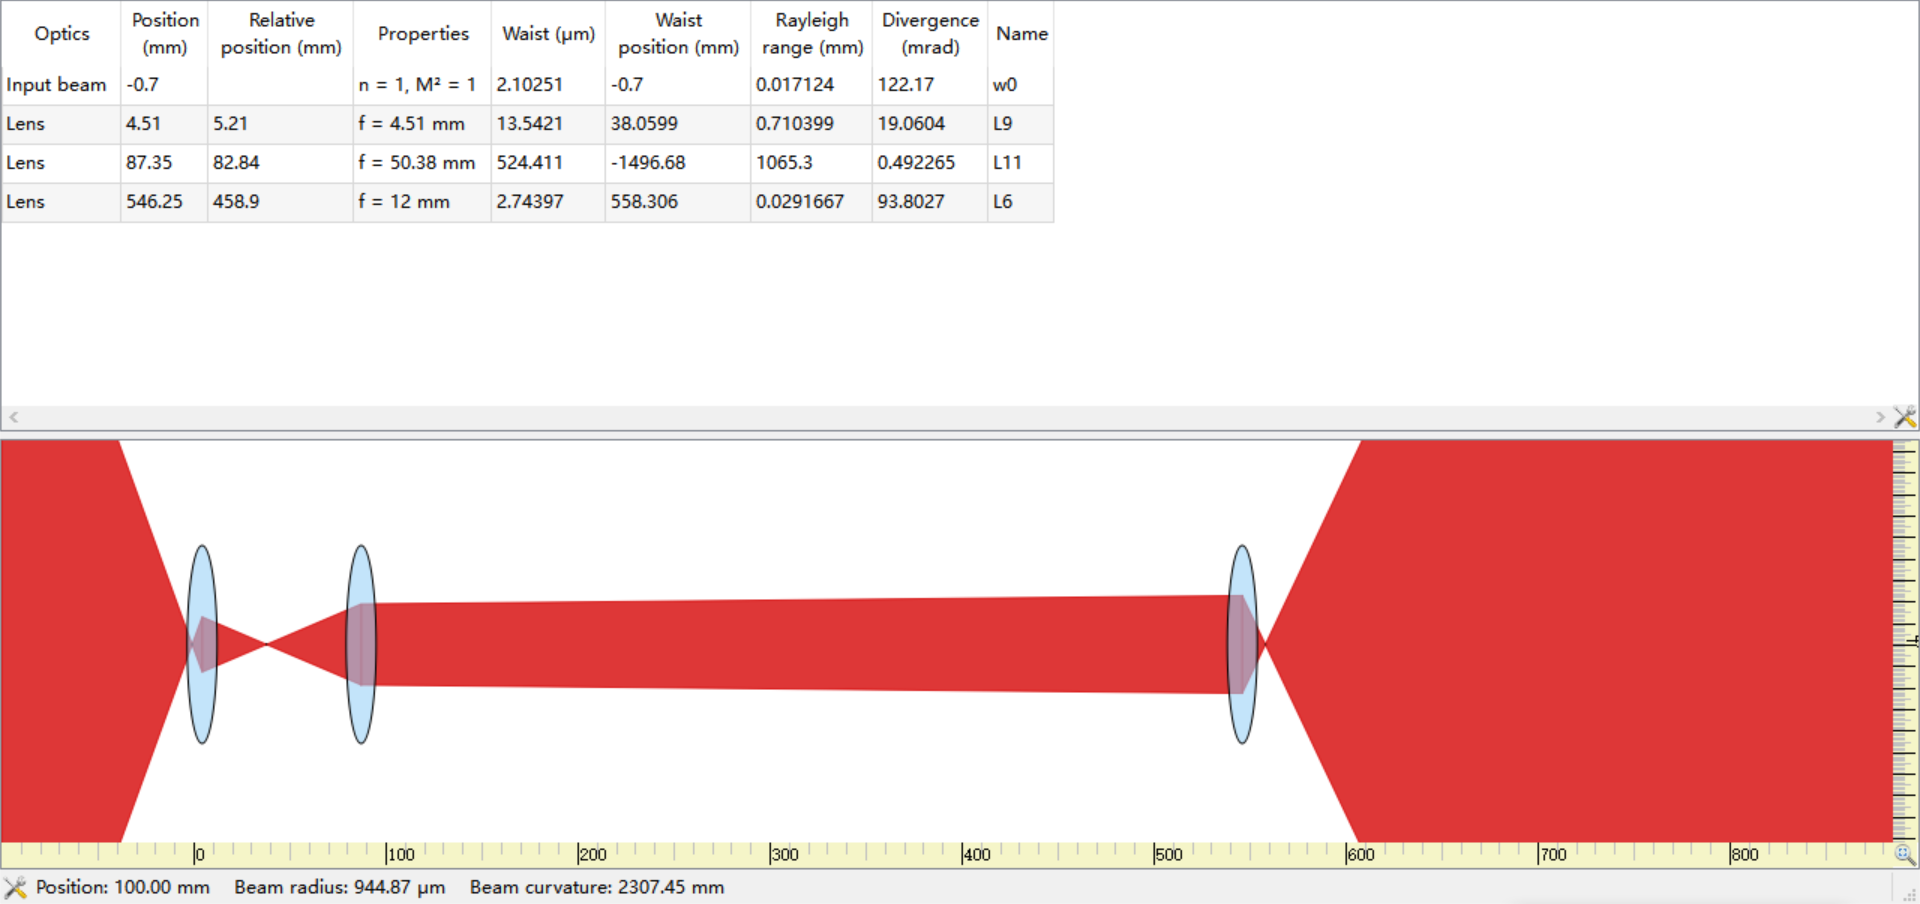 Optics Position (mm) Relative position (mm) Properties Waist (µm) Waist position (mm) Rayleigh range (mm) Divergence (mrad) Name
Input beam -0.7 n = 1, M² = 1 2.10251 -0.7 0.017124 122.17 w0
Lens 4.51 5.21 f = 4.51 mm 13.5421 38.0599 0.710399 19.0604 L9
Lens 87.35 82.84 f = 50.38 mm 524.411 -1496.68 1065.3 0.492265 L11
Lens 546.25 458.9 f = 12 mm 2.74397 558.306 0.0291667 93.8027 L6
0 100 200 300 400 500 600 700 800
Position: 100.00 mm Beam radius: 944.87 µm Beam curvature: 2307.45 mm